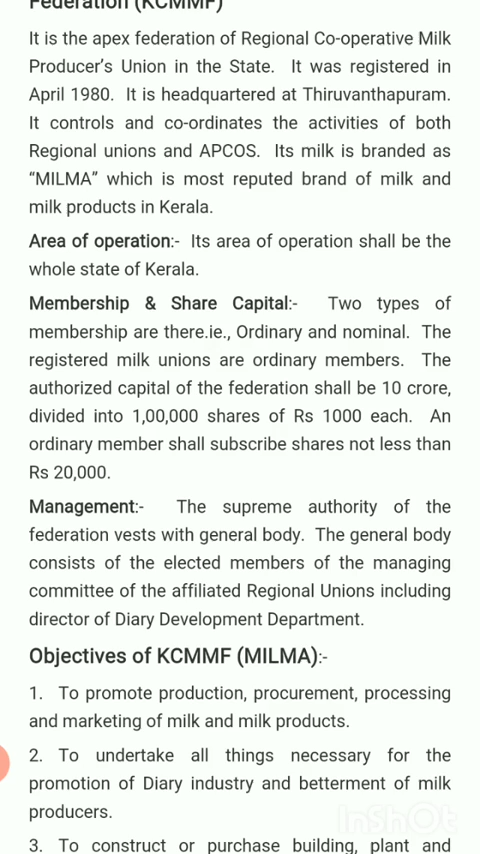 Federation (KCMMF)
It is the apex federation of Regional Co-operative Milk
Producer’s Union in the State. It was registered in
April 1980. It is headquartered at Thiruvanthapuram.
It controls and co-ordinates the activities of both
Regional unions and APCOS. Its milk is branded as
“MILMA” which is most reputed brand of milk and
milk products in Kerala.
Area of operation:- Its area of operation shall be the
whole state of Kerala.
Membership & Share Capital:- Two types of
membership are there.ie., Ordinary and nominal. The
registered milk unions are ordinary members. The
authorized capital of the federation shall be 10 crore,
divided into 1,00,000 shares of Rs 1000 each. An
ordinary member shall subscribe shares not less than
Rs 20,000.
Management:- The supreme authority of the
federation vests with general body. The general body
consists of the elected members of the managing
committee of the affiliated Regional Unions including
director of Diary Development Department.
Objectives of KCMMF (MILMA):-
1. To promote production, procurement, processing
and marketing of milk and milk products.
2. To undertake all things necessary for the
promotion of Diary industry and betterment of milk
producers.
InShOt
3. To construct or purchase building, plant and